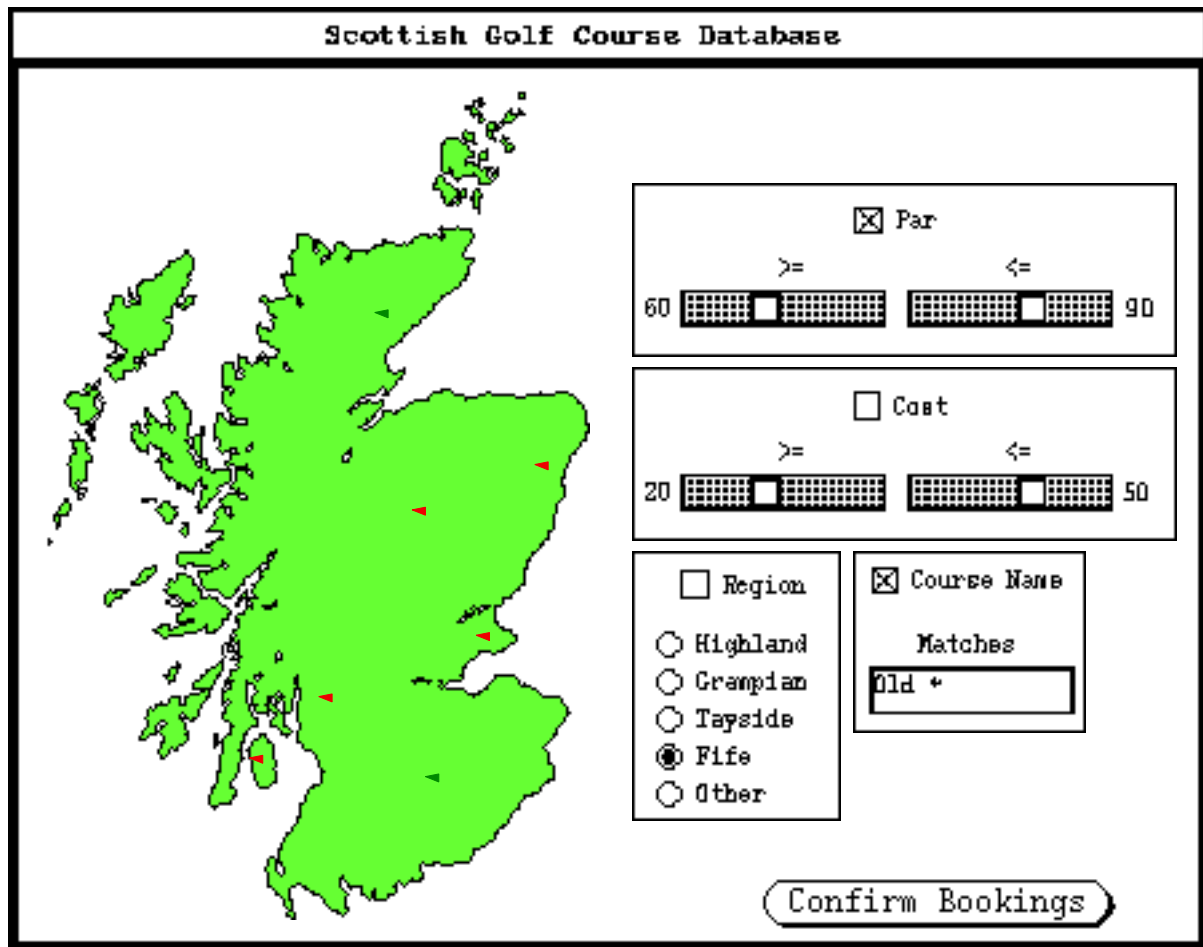 Scottish Golf Course Database
Par
>= <=
60 90
Cost
>= <=
20 50
Region
Highland
Grampian
Tayside
Fife
Other
Course Name
Matches
Old *
Confirm Bookings